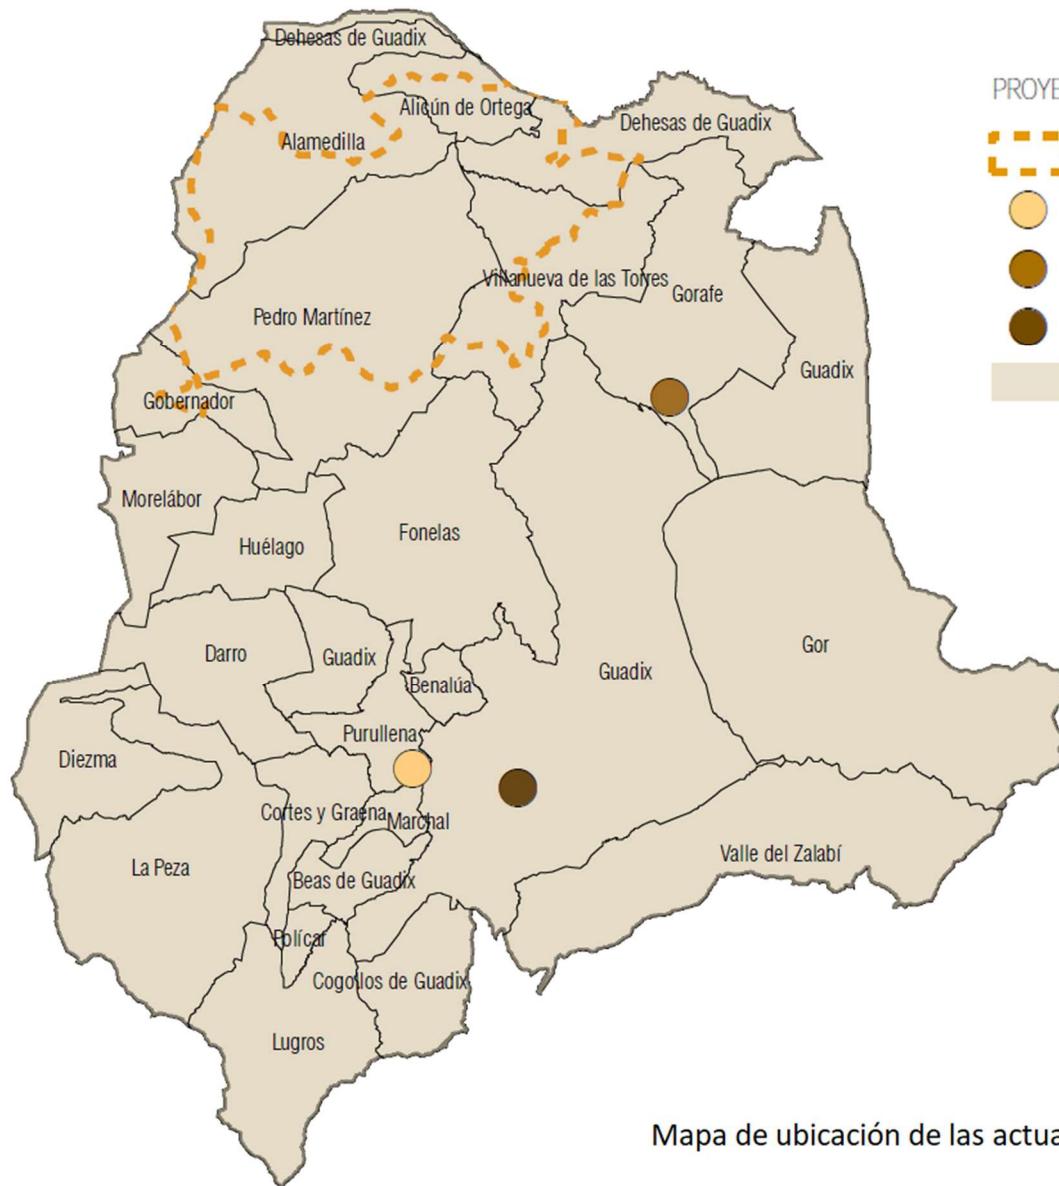 Dehesas de Guadix
PROYE
Alicún de Ortega
Dehesas de Guadix
Alamedilla
Villanueva de las Torres
Gorafe
Pedro Martínez
Guadix
Gobernador
Morelábor
Fonelas
Huélago
Gor
Darro
Guadix
Guadix
Benalúa
Purullena
Diezma
Cortes y Graena
Marchal
Valle del Zalabí
La Peza
Beas de Guadix
Polícar
Cogollos de Guadix
Lugros
Mapa de ubicación de las actua